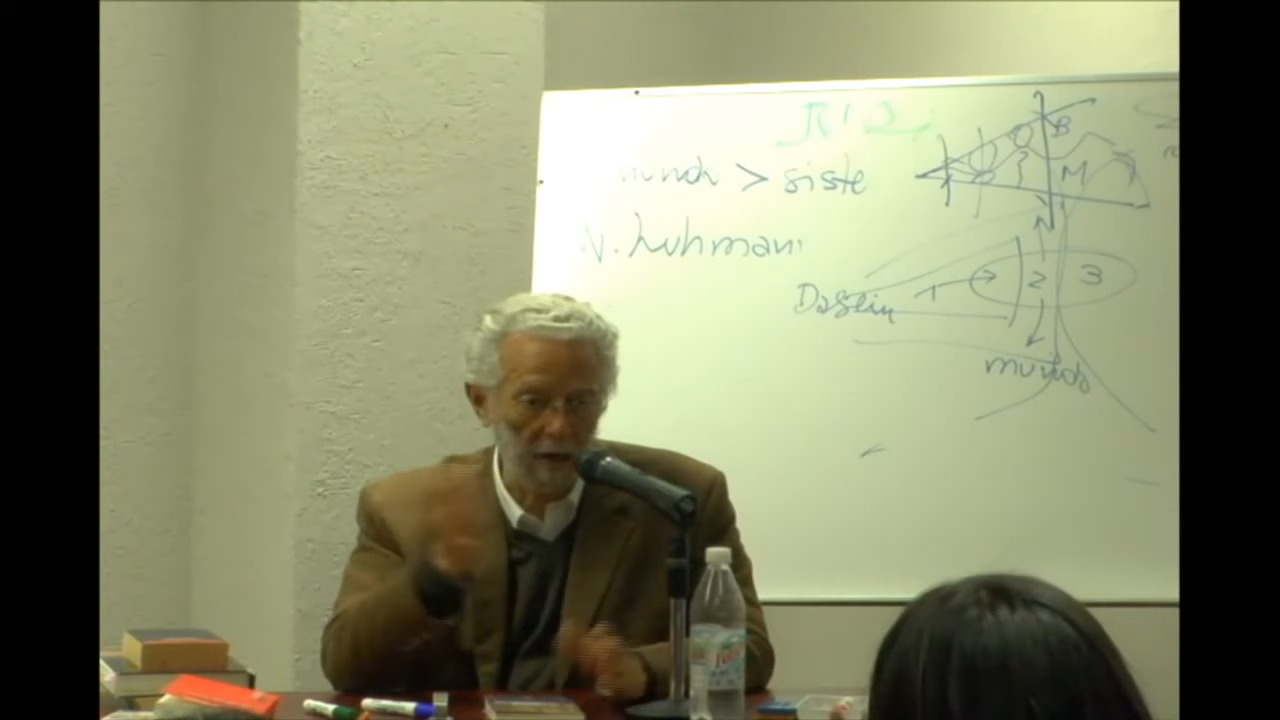 mundo > siste
N. Luhmann
B
M
Dasein 1 2 3
mundo